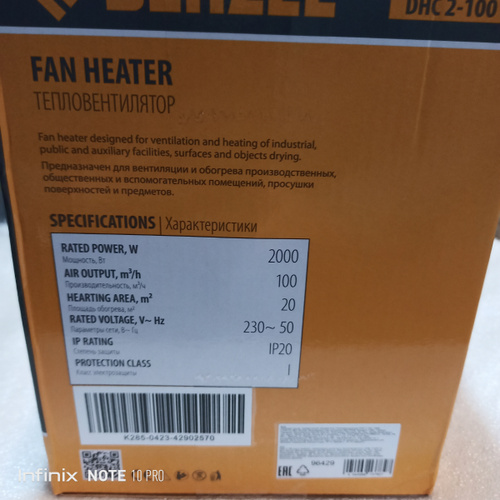 DHC 2-100
FAN HEATER
ТЕПЛОВЕНТИЛЯТОР
Fan heater designed for ventilation and heating of industrial,
public and auxiliary facilities, surfaces and objects drying.
Предназначен для вентиляции и обогрева производственных,
общественных и вспомогательных помещений, просушки
поверхностей и предметов.
SPECIFICATIONS | Характеристики
RATED POWER, W 2000
Мощность, Вт
AIR OUTPUT, m³/h 100
Производительность, м³/ч
HEARTING AREA, m² 20
Площадь обогрева, м²
RATED VOLTAGE, V~ Hz 230~ 50
Параметры сети, В~ Гц
IP RATING IP20
Степень защиты
PROTECTION CLASS I
Класс электрозащиты
K285-0423-42902570
EAC
96429
infinix NOTE 10 PRO